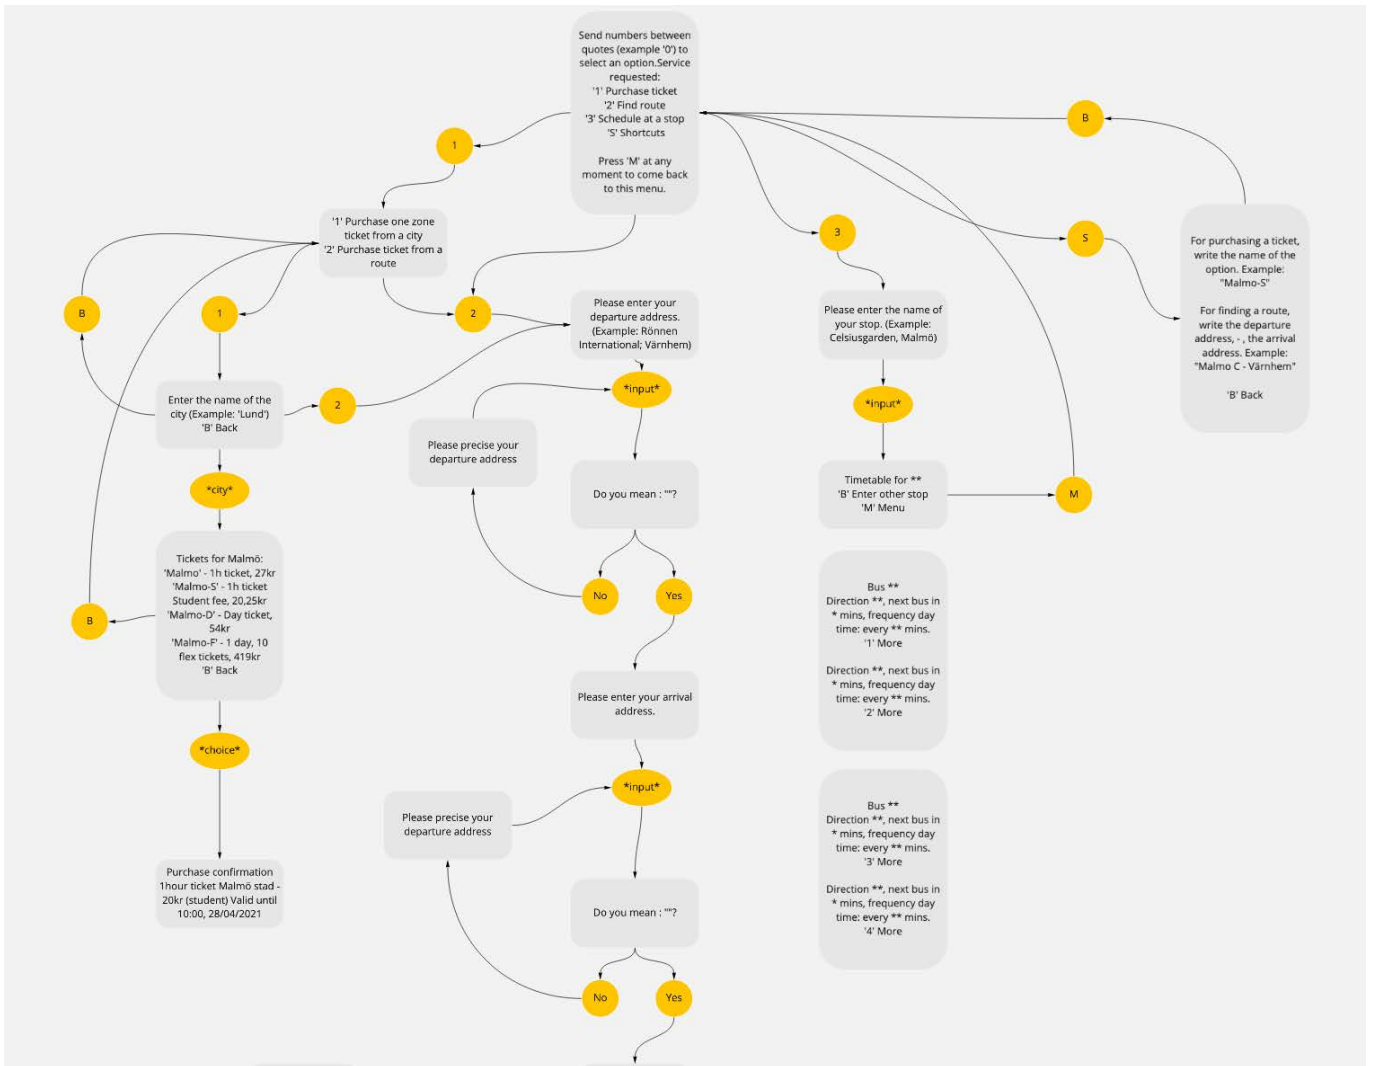 Send numbers between
quotes (example '0') to
select an option.Service
requested:
'1' Purchase ticket
'2' Find route
'3' Schedule at a stop
'S' Shortcuts
Press 'M' at any
moment to come back
to this menu.
B
1
'1' Purchase one zone
ticket from a city
'2' Purchase ticket from a
route
3
S
For purchasing a ticket,
write the name of the
option. Example:
"Malmo-S"
For finding a route,
write the departure
address, - , the arrival
address. Example:
"Malmo C - Värnhem"
'B' Back
B
1
2
Please enter your
departure address.
(Example: Rönnen
International; Värnhem)
Please enter the name of
your stop. (Example:
Celsiusgarden, Malmö)
*input*
Enter the name of the
city (Example: 'Lund')
'B' Back
2
*input*
Please precise your
departure address
*city*
Do you mean : ""?
Timetable for **
'B' Enter other stop
'M' Menu
M
Tickets for Malmö:
'Malmo' - 1h ticket, 27kr
'Malmo-S' - 1h ticket
Student fee, 20,25kr
'Malmo-D' - Day ticket,
54kr
'Malmo-F' - 1 day, 10
flex tickets, 419kr
'B' Back
B
No
Yes
Bus **
Direction **, next bus in
* mins, frequency day
time: every ** mins.
'1' More
Direction **, next bus in
* mins, frequency day
time: every ** mins.
'2' More
Please enter your arrival
address.
*choice*
*input*
Please precise your
departure address
Bus **
Direction **, next bus in
* mins, frequency day
time: every ** mins.
'3' More
Direction **, next bus in
* mins, frequency day
time: every ** mins.
'4' More
Purchase confirmation
1hour ticket Malmö stad -
20kr (student) Valid until
10:00, 28/04/2021
Do you mean : ""?
No
Yes